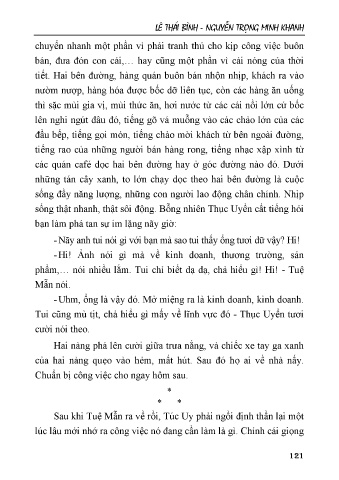 LÊ THÁI BÌNH - NGUYỄN TRỌNG MINH KHANH
chuyển nhanh một phần vì phải tranh thủ cho kịp công việc buôn
bán, đưa đón con cái,… hay cũng một phần vì cái nóng của thời
tiết. Hai bên đường, hàng quán buôn bán nhộn nhịp, khách ra vào
nườm nượp, hàng hóa được bốc dỡ liên tục, còn các hàng ăn uống
thì sặc mùi gia vị, mùi thức ăn, hơi nước từ các cái nồi lớn cứ bốc
lên nghi ngút đâu đó, tiếng gõ vá muỗng vào các chảo lớn của các
đầu bếp, tiếng gọi món, tiếng chào mời khách từ bên ngoài đường,
tiếng rao của những người bán hàng rong, tiếng nhạc xập xình từ
các quán café dọc hai bên đường hay ở góc đường nào đó. Dưới
những tán cây xanh, to lớn chạy dọc theo hai bên đường là cuộc
sống đầy năng lượng, những con người lao động chân chính. Nhịp
sống thật nhanh, thật sôi động. Bỗng nhiên Thục Uyển cất tiếng hỏi
bạn làm phá tan sự im lặng nãy giờ:
- Nãy anh tui nói gì với bạn mà sao tui thấy ổng tươi dữ vậy? Hi!
- Hi! Ảnh nói gì mà về kinh doanh, thương trường, sản
phẩm,… nói nhiều lắm. Tui chỉ biết dạ dạ, chả hiểu gì! Hi! - Tuệ
Mẫn nói.
- Uhm, ổng là vậy đó. Mở miệng ra là kinh doanh, kinh doanh.
Tui cũng mù tịt, chả hiểu gì mấy về lĩnh vực đó - Thục Uyển tươi
cười nói theo.
Hai nàng phá lên cười giữa trưa nắng, và chiếc xe tay ga xanh
của hai nàng quẹo vào hẻm, mất hút. Sau đó họ ai về nhà nấy.
Chuẩn bị công việc cho ngay hôm sau.
*
* *
Sau khi Tuệ Mẫn ra về rồi, Túc Uy phải ngồi định thần lại một
lúc lâu mới nhớ ra công việc nó đang cần làm là gì. Chính cái giọng
121